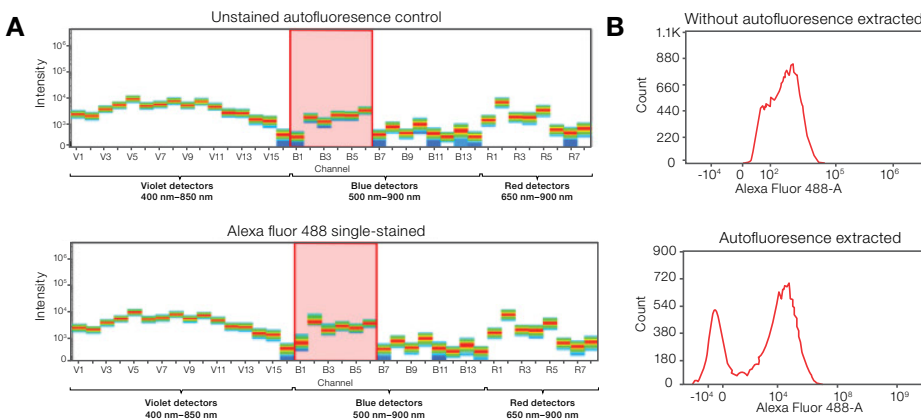 A
Unstained autofluoresence control
Intensity
10⁶
10⁵
10⁴
10³
0
V1 V3 V5 V7 V9 V11 V13 V15 B1 B3 B5 B7 B9 B11 B13 R1 R3 R5 R7
Channel
Violet detectors
400 nm–850 nm
Blue detectors
500 nm–900 nm
Red detectors
650 nm–900 nm
Alexa fluor 488 single-stained
Intensity
10⁶
10⁵
10⁴
10³
0
V1 V3 V5 V7 V9 V11 V13 V15 B1 B3 B5 B7 B9 B11 B13 R1 R3 R5 R7
Channel
Violet detectors
400 nm–850 nm
Blue detectors
500 nm–900 nm
Red detectors
650 nm–900 nm
B
Without autofluoresence extracted
Count
1.1K
880
660
440
220
0
-10⁴ 0 10² 10⁵ 10⁶
Alexa Fluor 488-A
Autofluoresence extracted
Count
900
720
540
380
180
0
-10⁴ 0 10⁴ 10⁸ 10⁹
Alexa Fluor 488-A